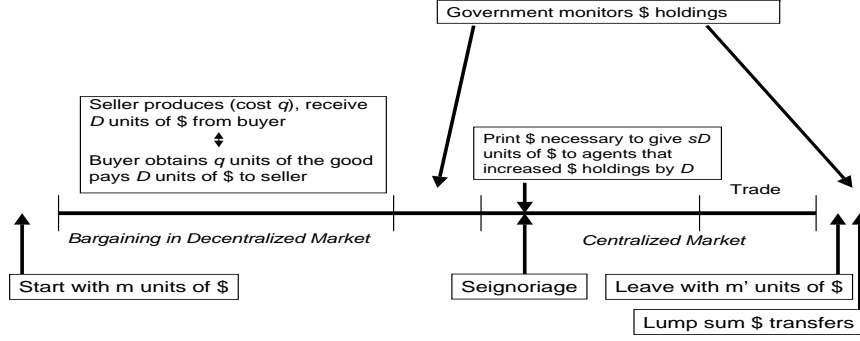 Government monitors $ holdings
Seller produces (cost q), receive
D units of $ from buyer
Buyer obtains q units of the good
pays D units of $ to seller
Print $ necessary to give sD
units of $ to agents that
increased $ holdings by D
Trade
Bargaining in Decentralized Market
Centralized Market
Start with m units of $
Seignoriage
Leave with m’ units of $
Lump sum $ transfers